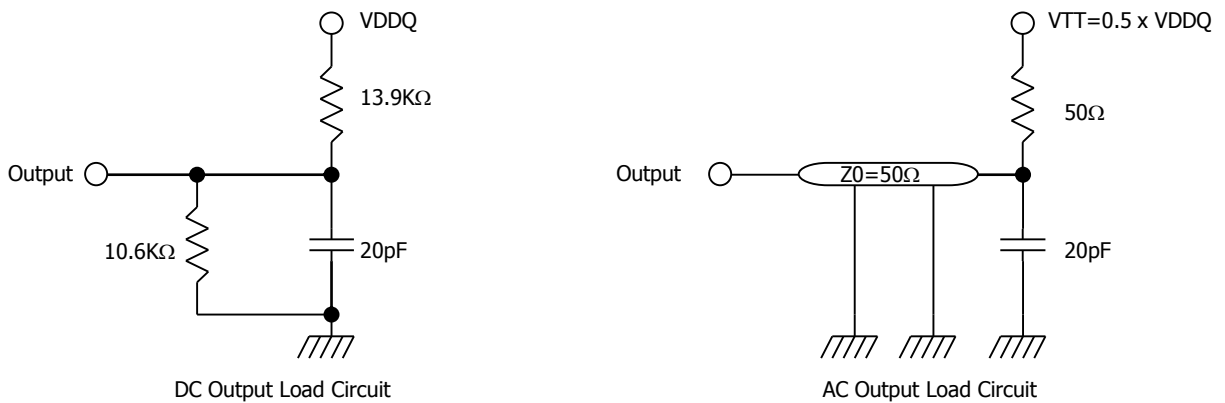 VDDQ
13.9KΩ
Output
10.6KΩ
20pF
DC Output Load Circuit
VTT=0.5 x VDDQ
50Ω
Output
Z0=50Ω
20pF
AC Output Load Circuit